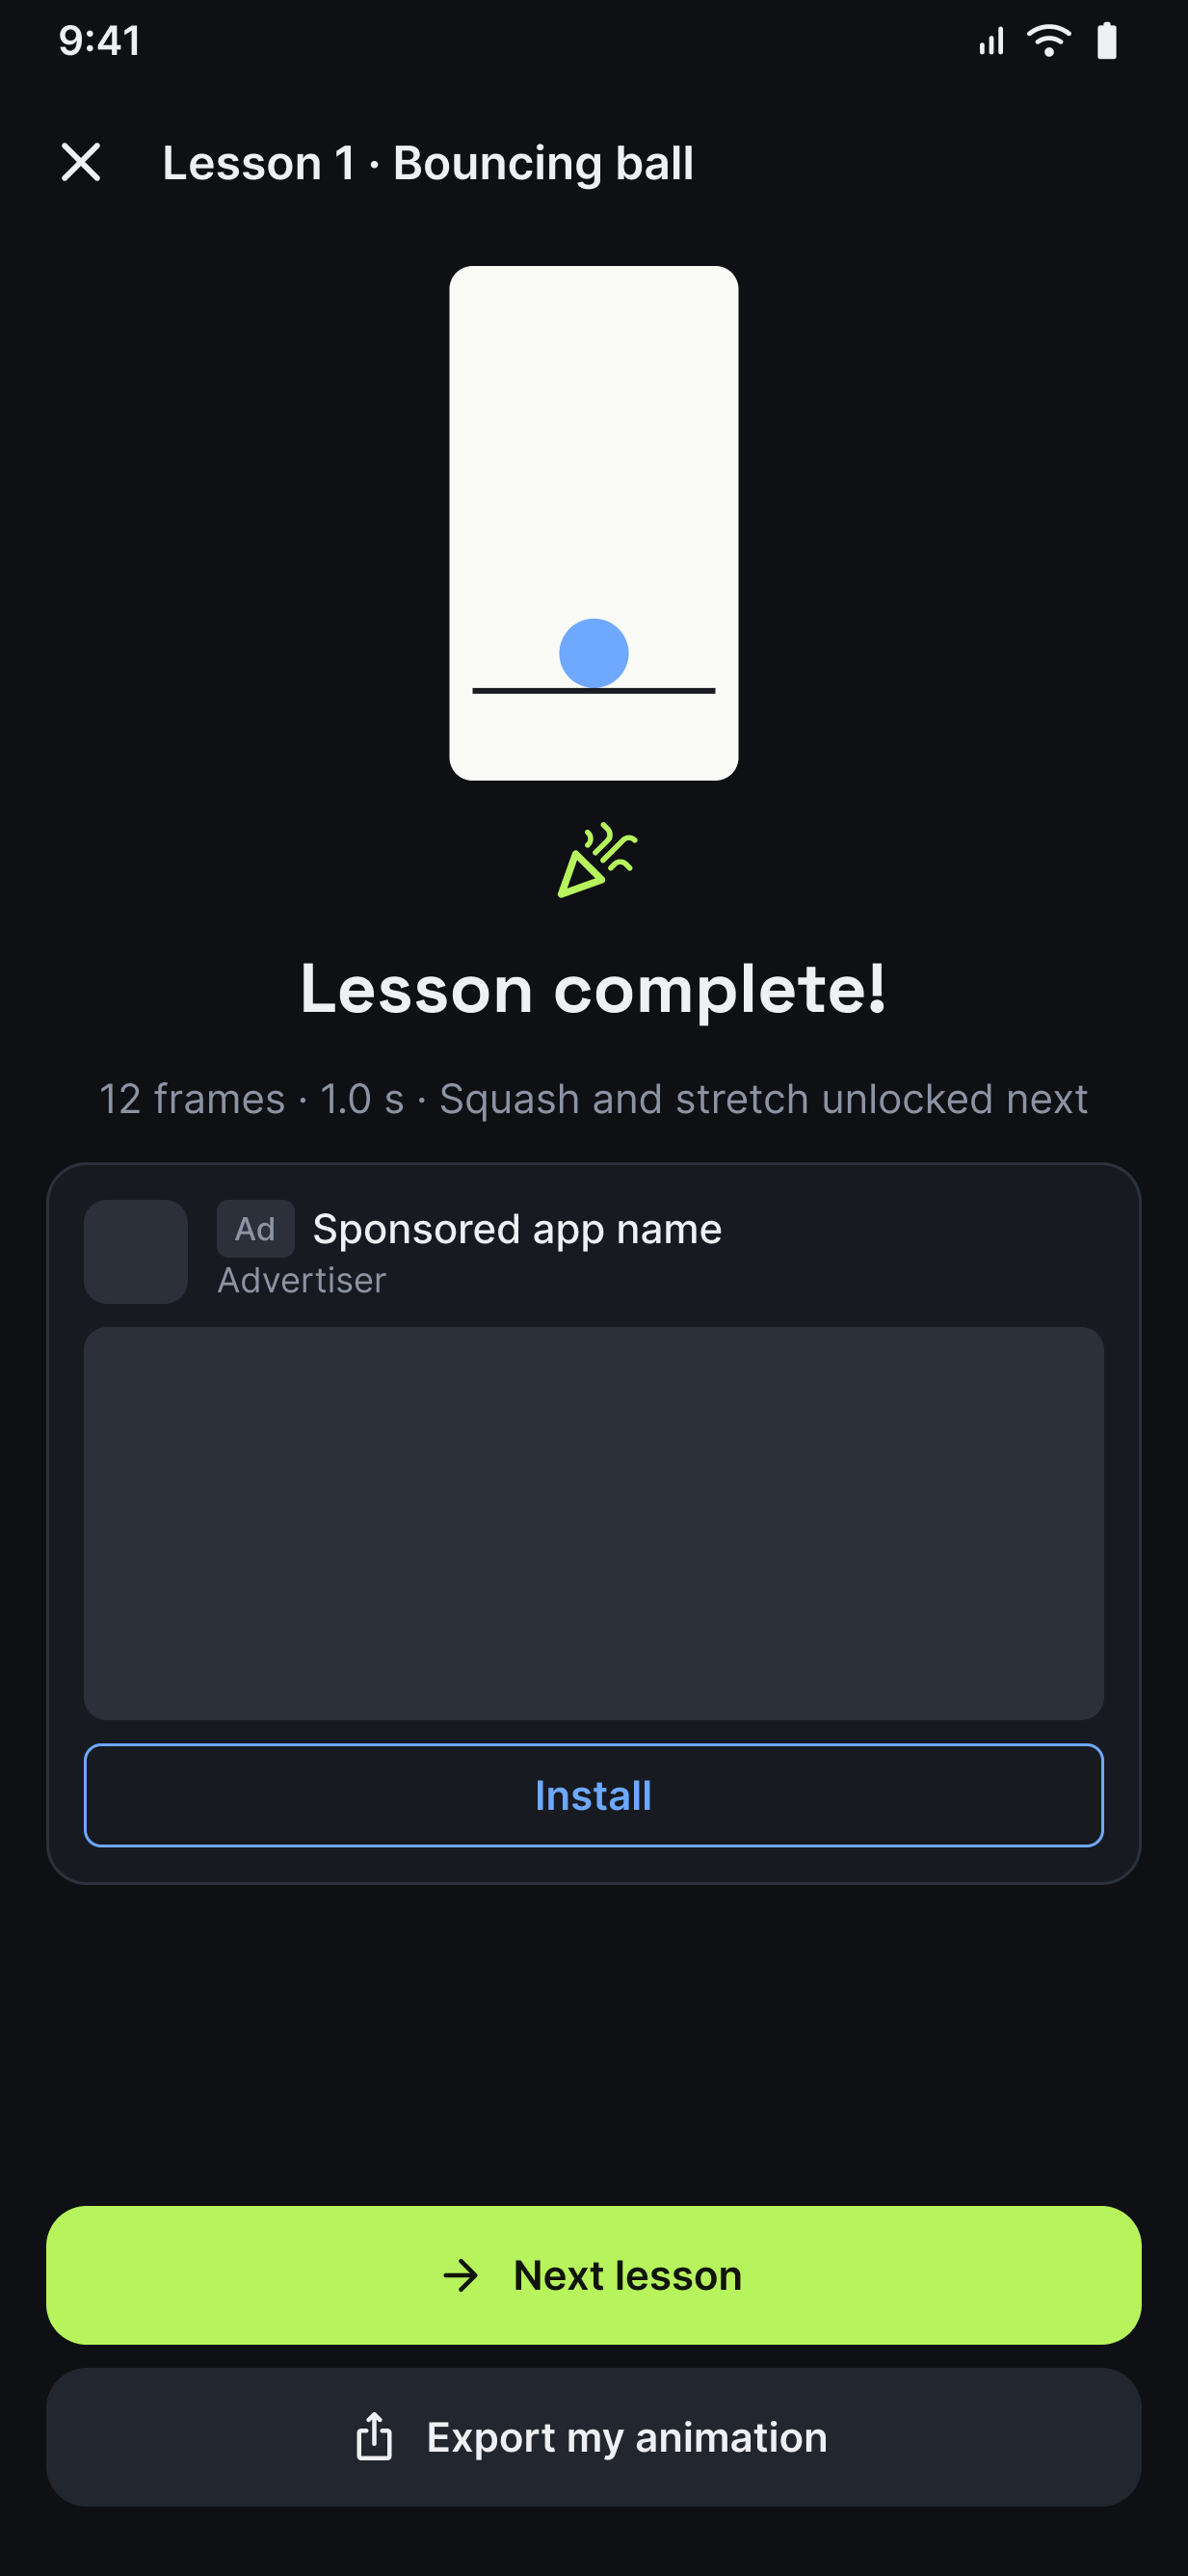 9:41
Lesson 1 · Bouncing ball
Lesson complete!
12 frames · 1.0 s · Squash and stretch unlocked next
Ad Sponsored app name
Advertiser
Install
Next lesson
Export my animation